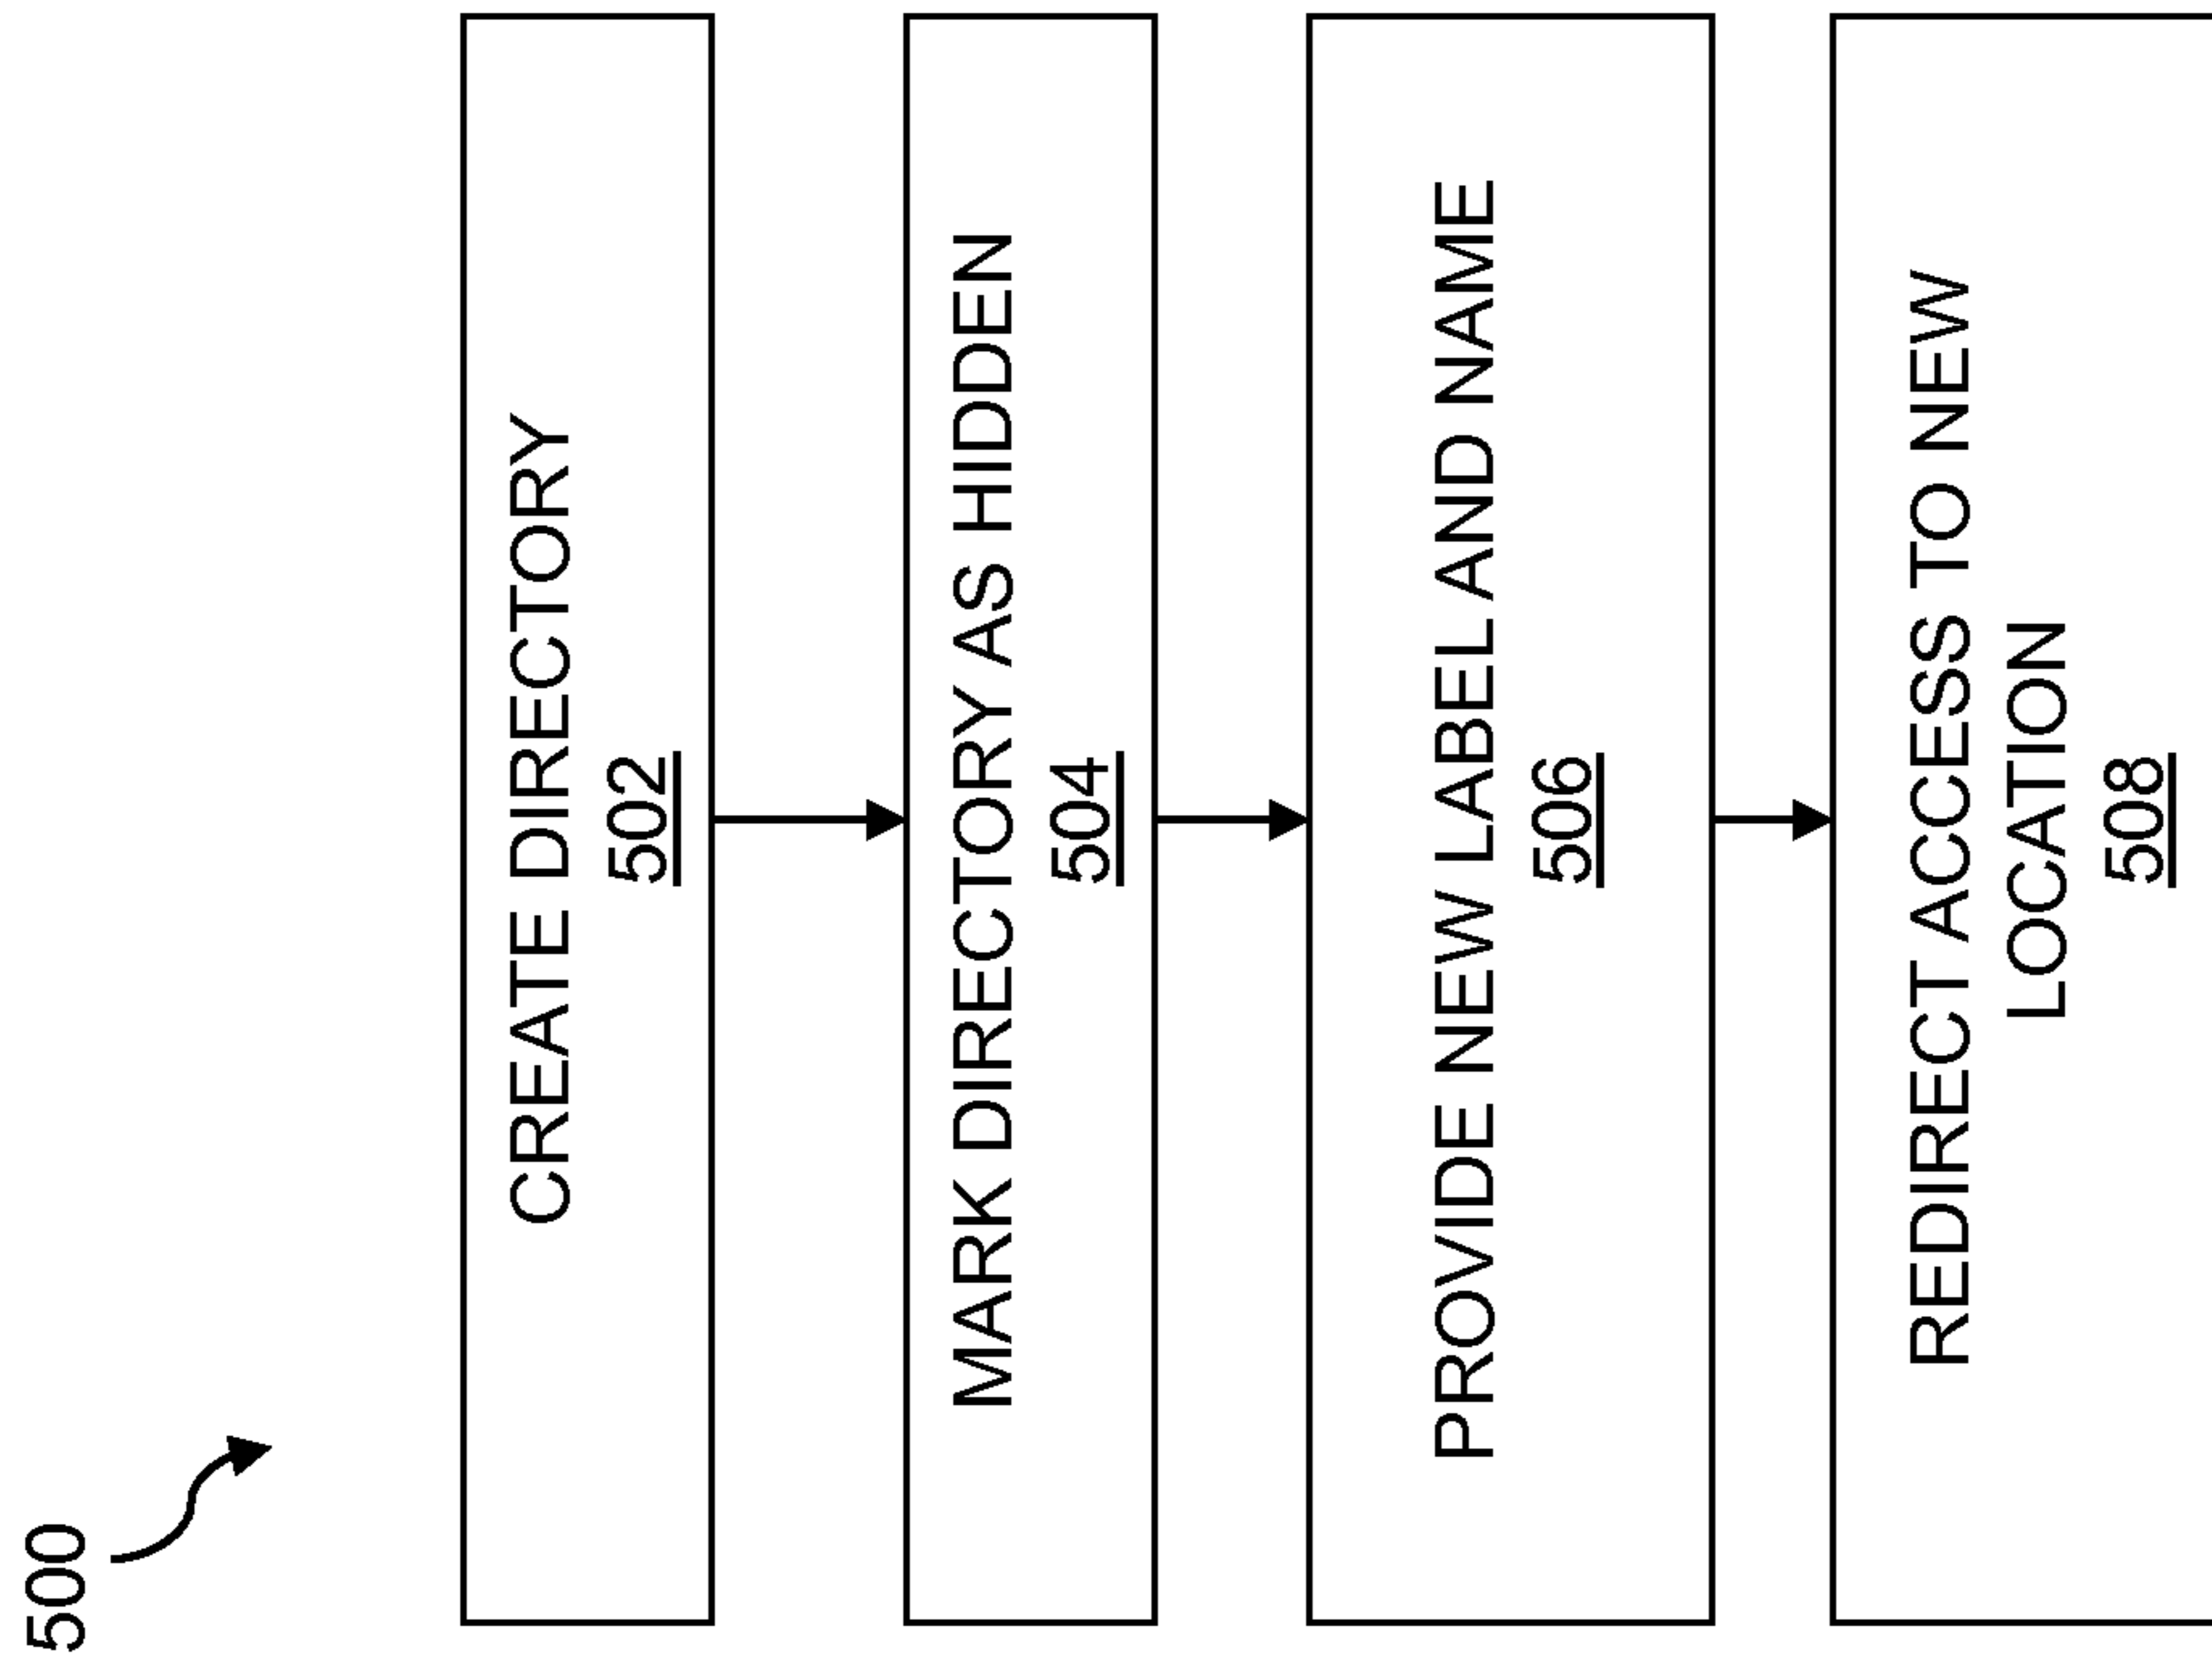 500
CREATE DIRECTORY
502
MARK DIRECTORY AS HIDDEN
504
PROVIDE NEW LABEL AND NAME
506
REDIRECT ACCESS TO NEW
LOCATION
508